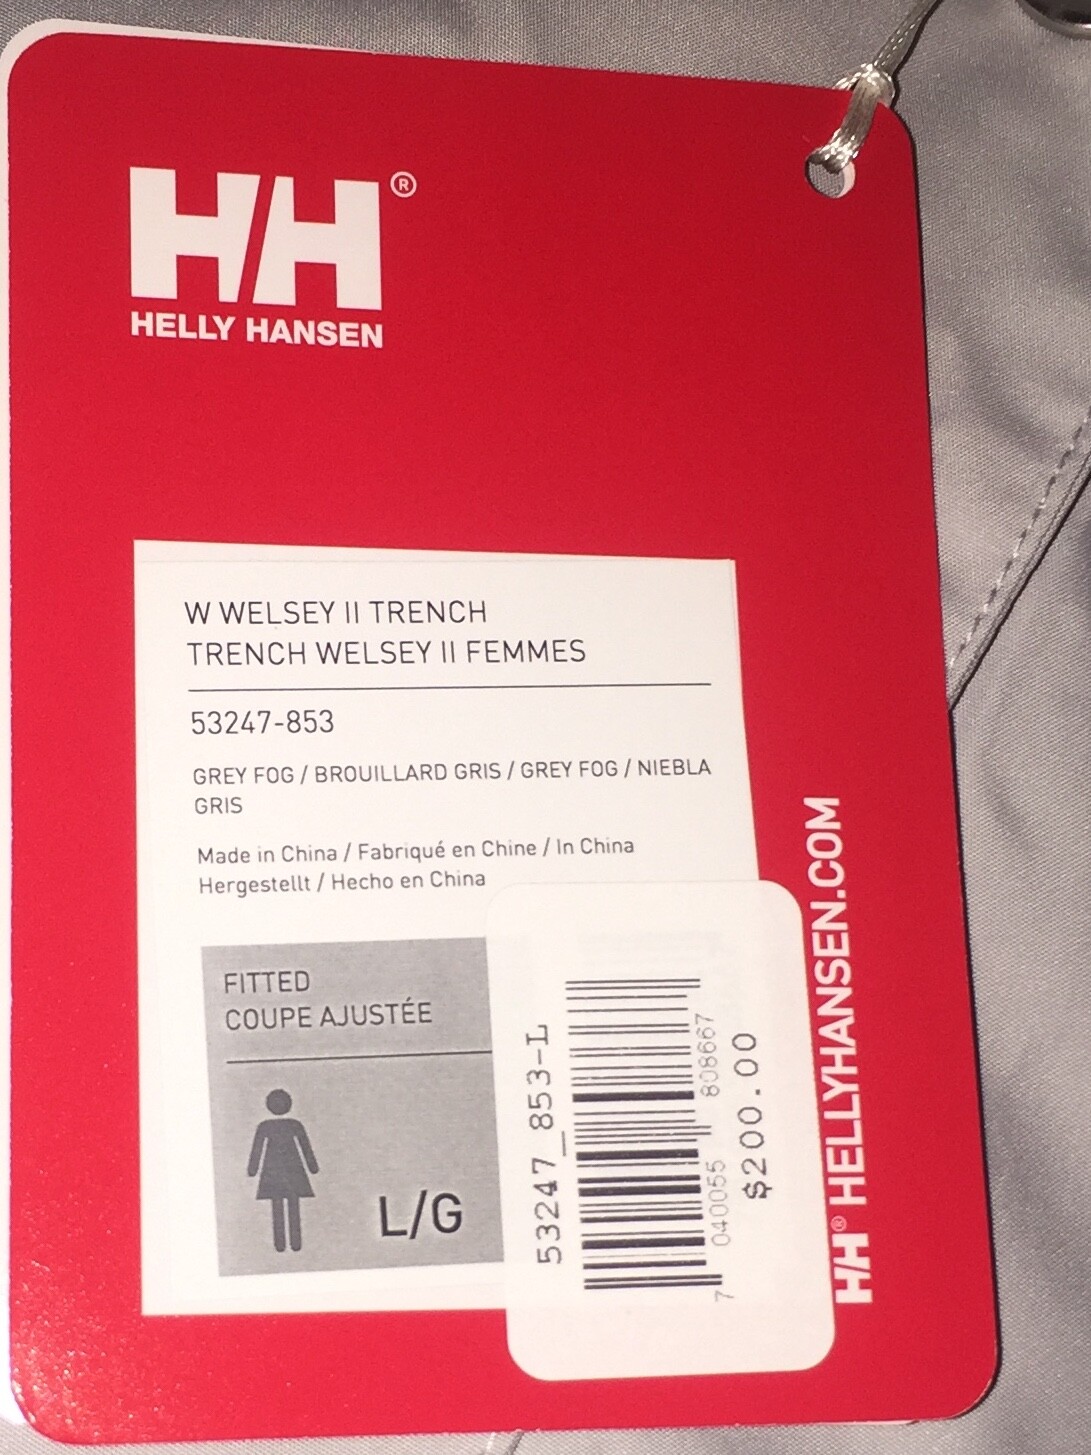 HH®
HELLY HANSEN
W WELSEY II TRENCH
TRENCH WELSEY II FEMMES
53247-853
GREY FOG / BROUILLARD GRIS / GREY FOG / NIEBLA
GRIS
Made in China / Fabriqué en Chine / In China
Hergestellt / Hecho en China
FITTED
COUPE AJUSTÉE
L/G
53247_853-L
7 040055 808667
$200.00
HH® HELLYHANSEN.COM